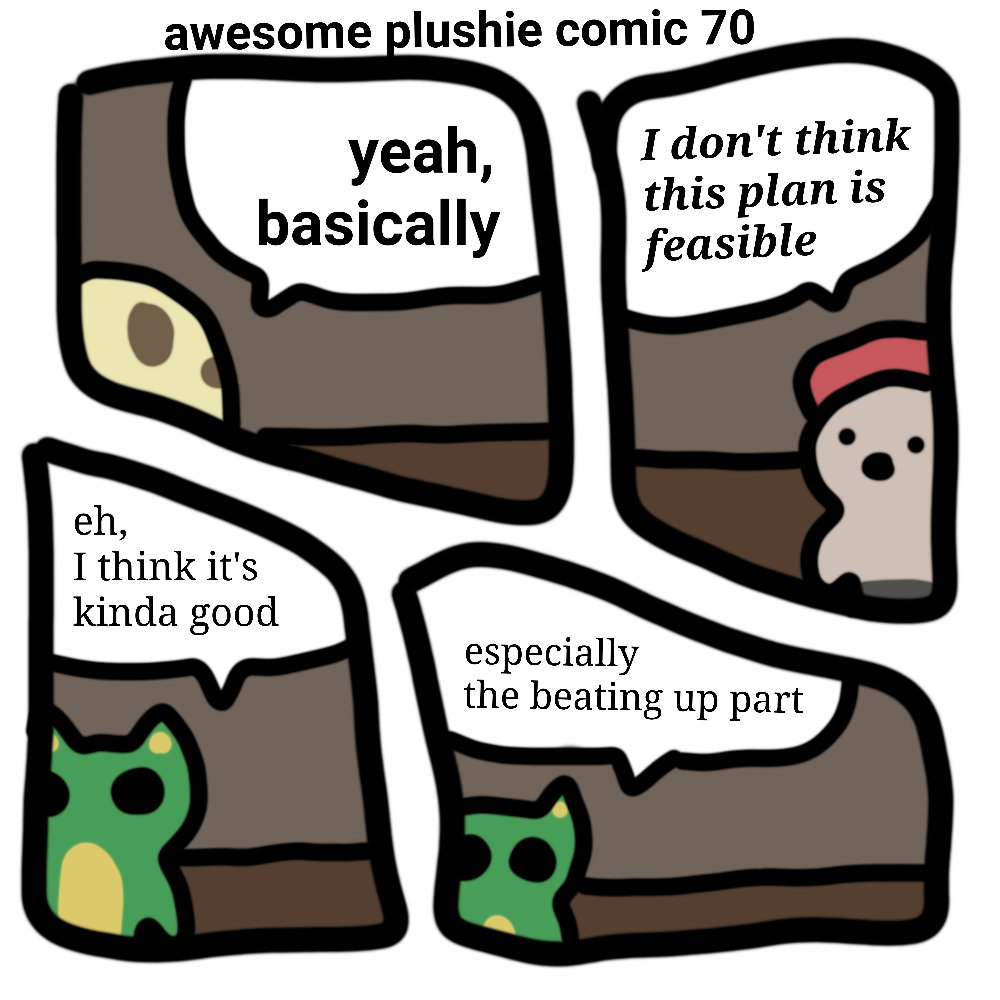 awesome plushie comic 70
yeah,
basically
I don't think
this plan is
feasible
eh,
I think it's
kinda good
especially
the beating up part